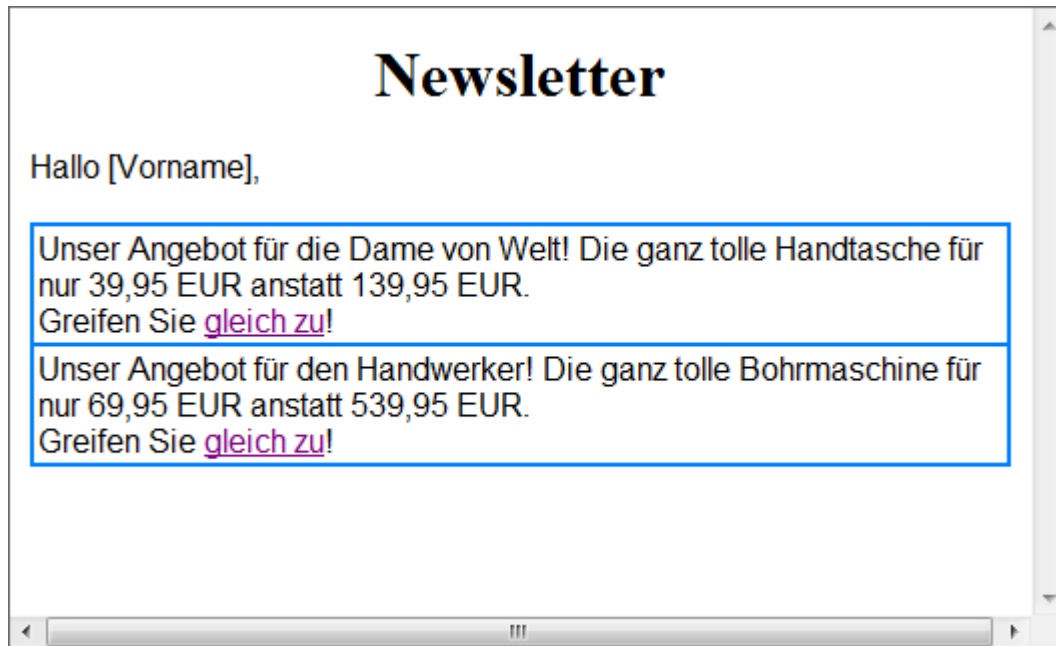 Newsletter
Hallo [Vorname],
Unser Angebot für die Dame von Welt! Die ganz tolle Handtasche für
nur 39,95 EUR anstatt 139,95 EUR.
Greifen Sie gleich zu!
Unser Angebot für den Handwerker! Die ganz tolle Bohrmaschine für
nur 69,95 EUR anstatt 539,95 EUR.
Greifen Sie gleich zu!